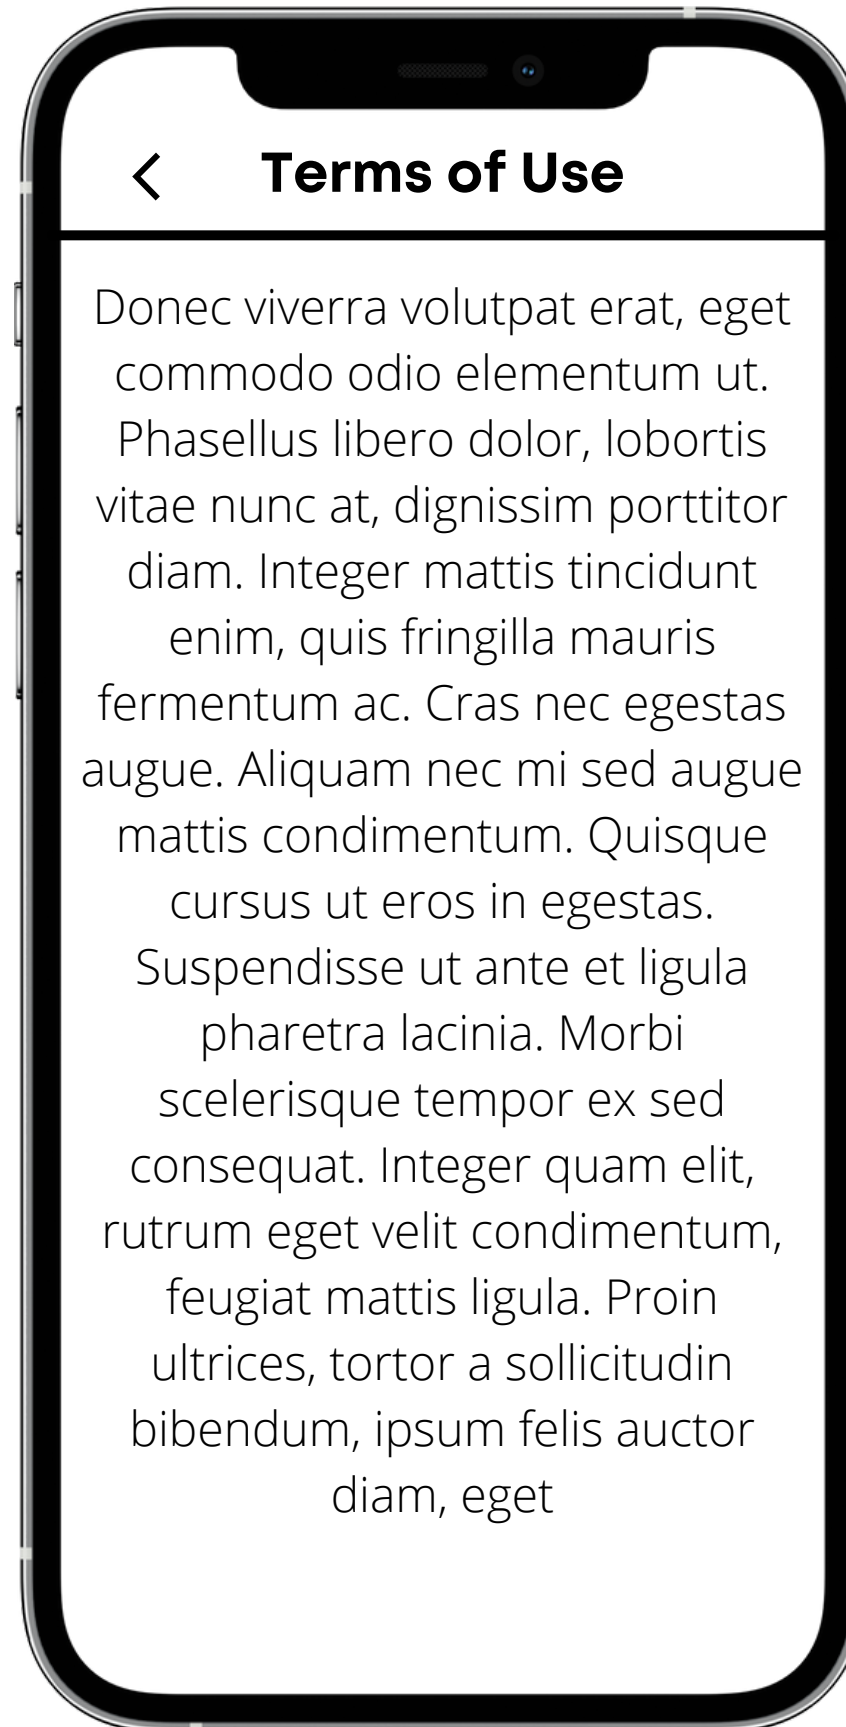 Terms of Use
Donec viverra volutpat erat, eget
commodo odio elementum ut.
Phasellus libero dolor, lobortis
vitae nunc at, dignissim porttitor
diam. Integer mattis tincidunt
enim, quis fringilla mauris
fermentum ac. Cras nec egestas
augue. Aliquam nec mi sed augue
mattis condimentum. Quisque
cursus ut eros in egestas.
Suspendisse ut ante et ligula
pharetra lacinia. Morbi
scelerisque tempor ex sed
consequat. Integer quam elit,
rutrum eget velit condimentum,
feugiat mattis ligula. Proin
ultrices, tortor a sollicitudin
bibendum, ipsum felis auctor
diam, eget